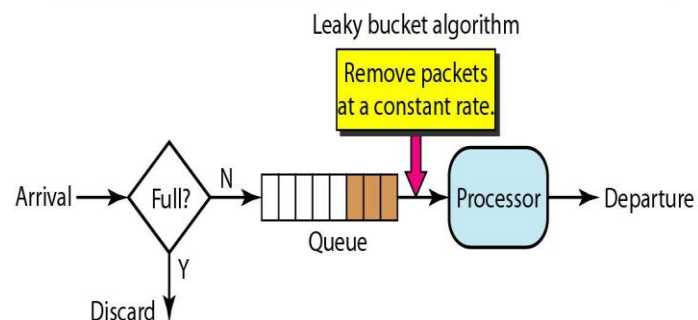 Leaky bucket algorithm
Remove packets
at a constant rate.
Arrival
Full?
N
Queue
Processor
Departure
Y
Discard